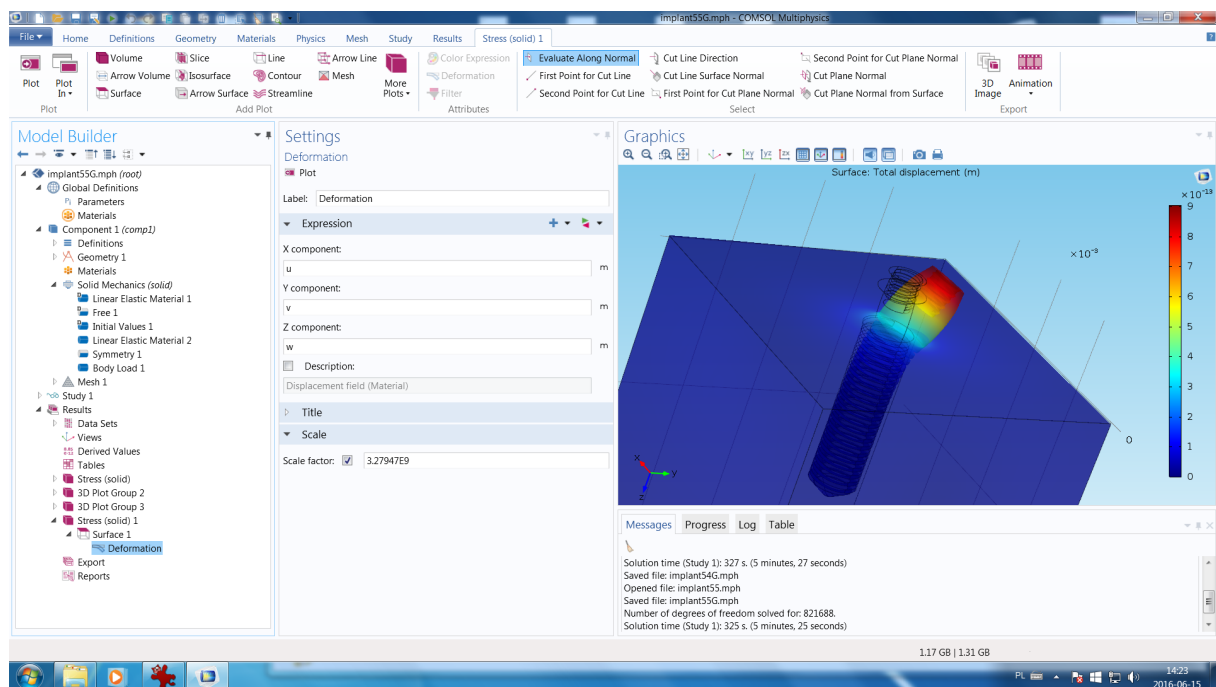 implant55G.mph - COMSOL Multiphysics
File Home Definitions Geometry Materials Physics Mesh Study Results Stress (solid) 1
Plot
Plot In
Plot
Volume Slice Line Arrow Line
Arrow Volume Isosurface Contour Mesh
Surface Arrow Surface Streamline
More Plots
Add Plot
Color Expression
Deformation
Filter
Attributes
Evaluate Along Normal Cut Line Direction Second Point for Cut Plane Normal
First Point for Cut Line Cut Line Surface Normal Cut Plane Normal
Second Point for Cut Line First Point for Cut Plane Normal Cut Plane Normal from Surface
Select
3D Image
Animation
Export
Model Builder
implant55G.mph (root)
Global Definitions
Pi Parameters
Materials
Component 1 (comp1)
Definitions
Geometry 1
Materials
Solid Mechanics (solid)
Linear Elastic Material 1
Free 1
Initial Values 1
Linear Elastic Material 2
Symmetry 1
Body Load 1
Mesh 1
Study 1
Results
Data Sets
Views
Derived Values
Tables
Stress (solid)
3D Plot Group 2
3D Plot Group 3
Stress (solid) 1
Surface 1
Deformation
Export
Reports
Settings
Deformation
Plot
Label: Deformation
Expression
X component:
u m
Y component:
v m
Z component:
w m
Description:
Displacement field (Material)
Title
Scale
Scale factor: 3.27947E9
Graphics
xy yz zx
Surface: Total displacement (m)
×10⁻¹³
9
8
7
6
5
4
3
2
1
0
×10⁻³
0
x
y
z
Messages Progress Log Table
Solution time (Study 1): 327 s. (5 minutes, 27 seconds)
Saved file: implant54G.mph
Opened file: implant55.mph
Saved file: implant55G.mph
Number of degrees of freedom solved for: 821688.
Solution time (Study 1): 325 s. (5 minutes, 25 seconds)
1.17 GB | 1.31 GB
PL
14:23
2016-06-15